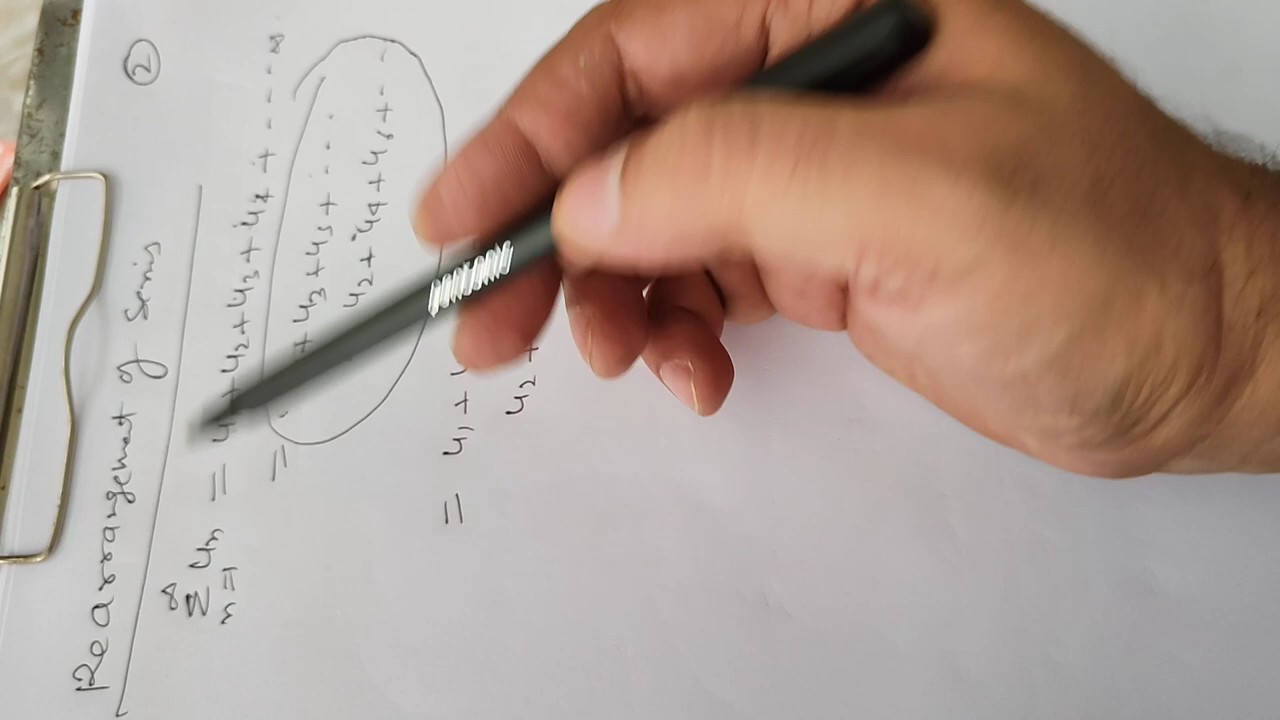 ②
Rearrangement of series
∞
Σ uₙ = u₁ + u₂ + u₃ + u₄ + ---- ∞
n=1
= + u₃ + u₅ + ....
u₂ + u₄ + u₆ + --
= u₁ +
u₂ +